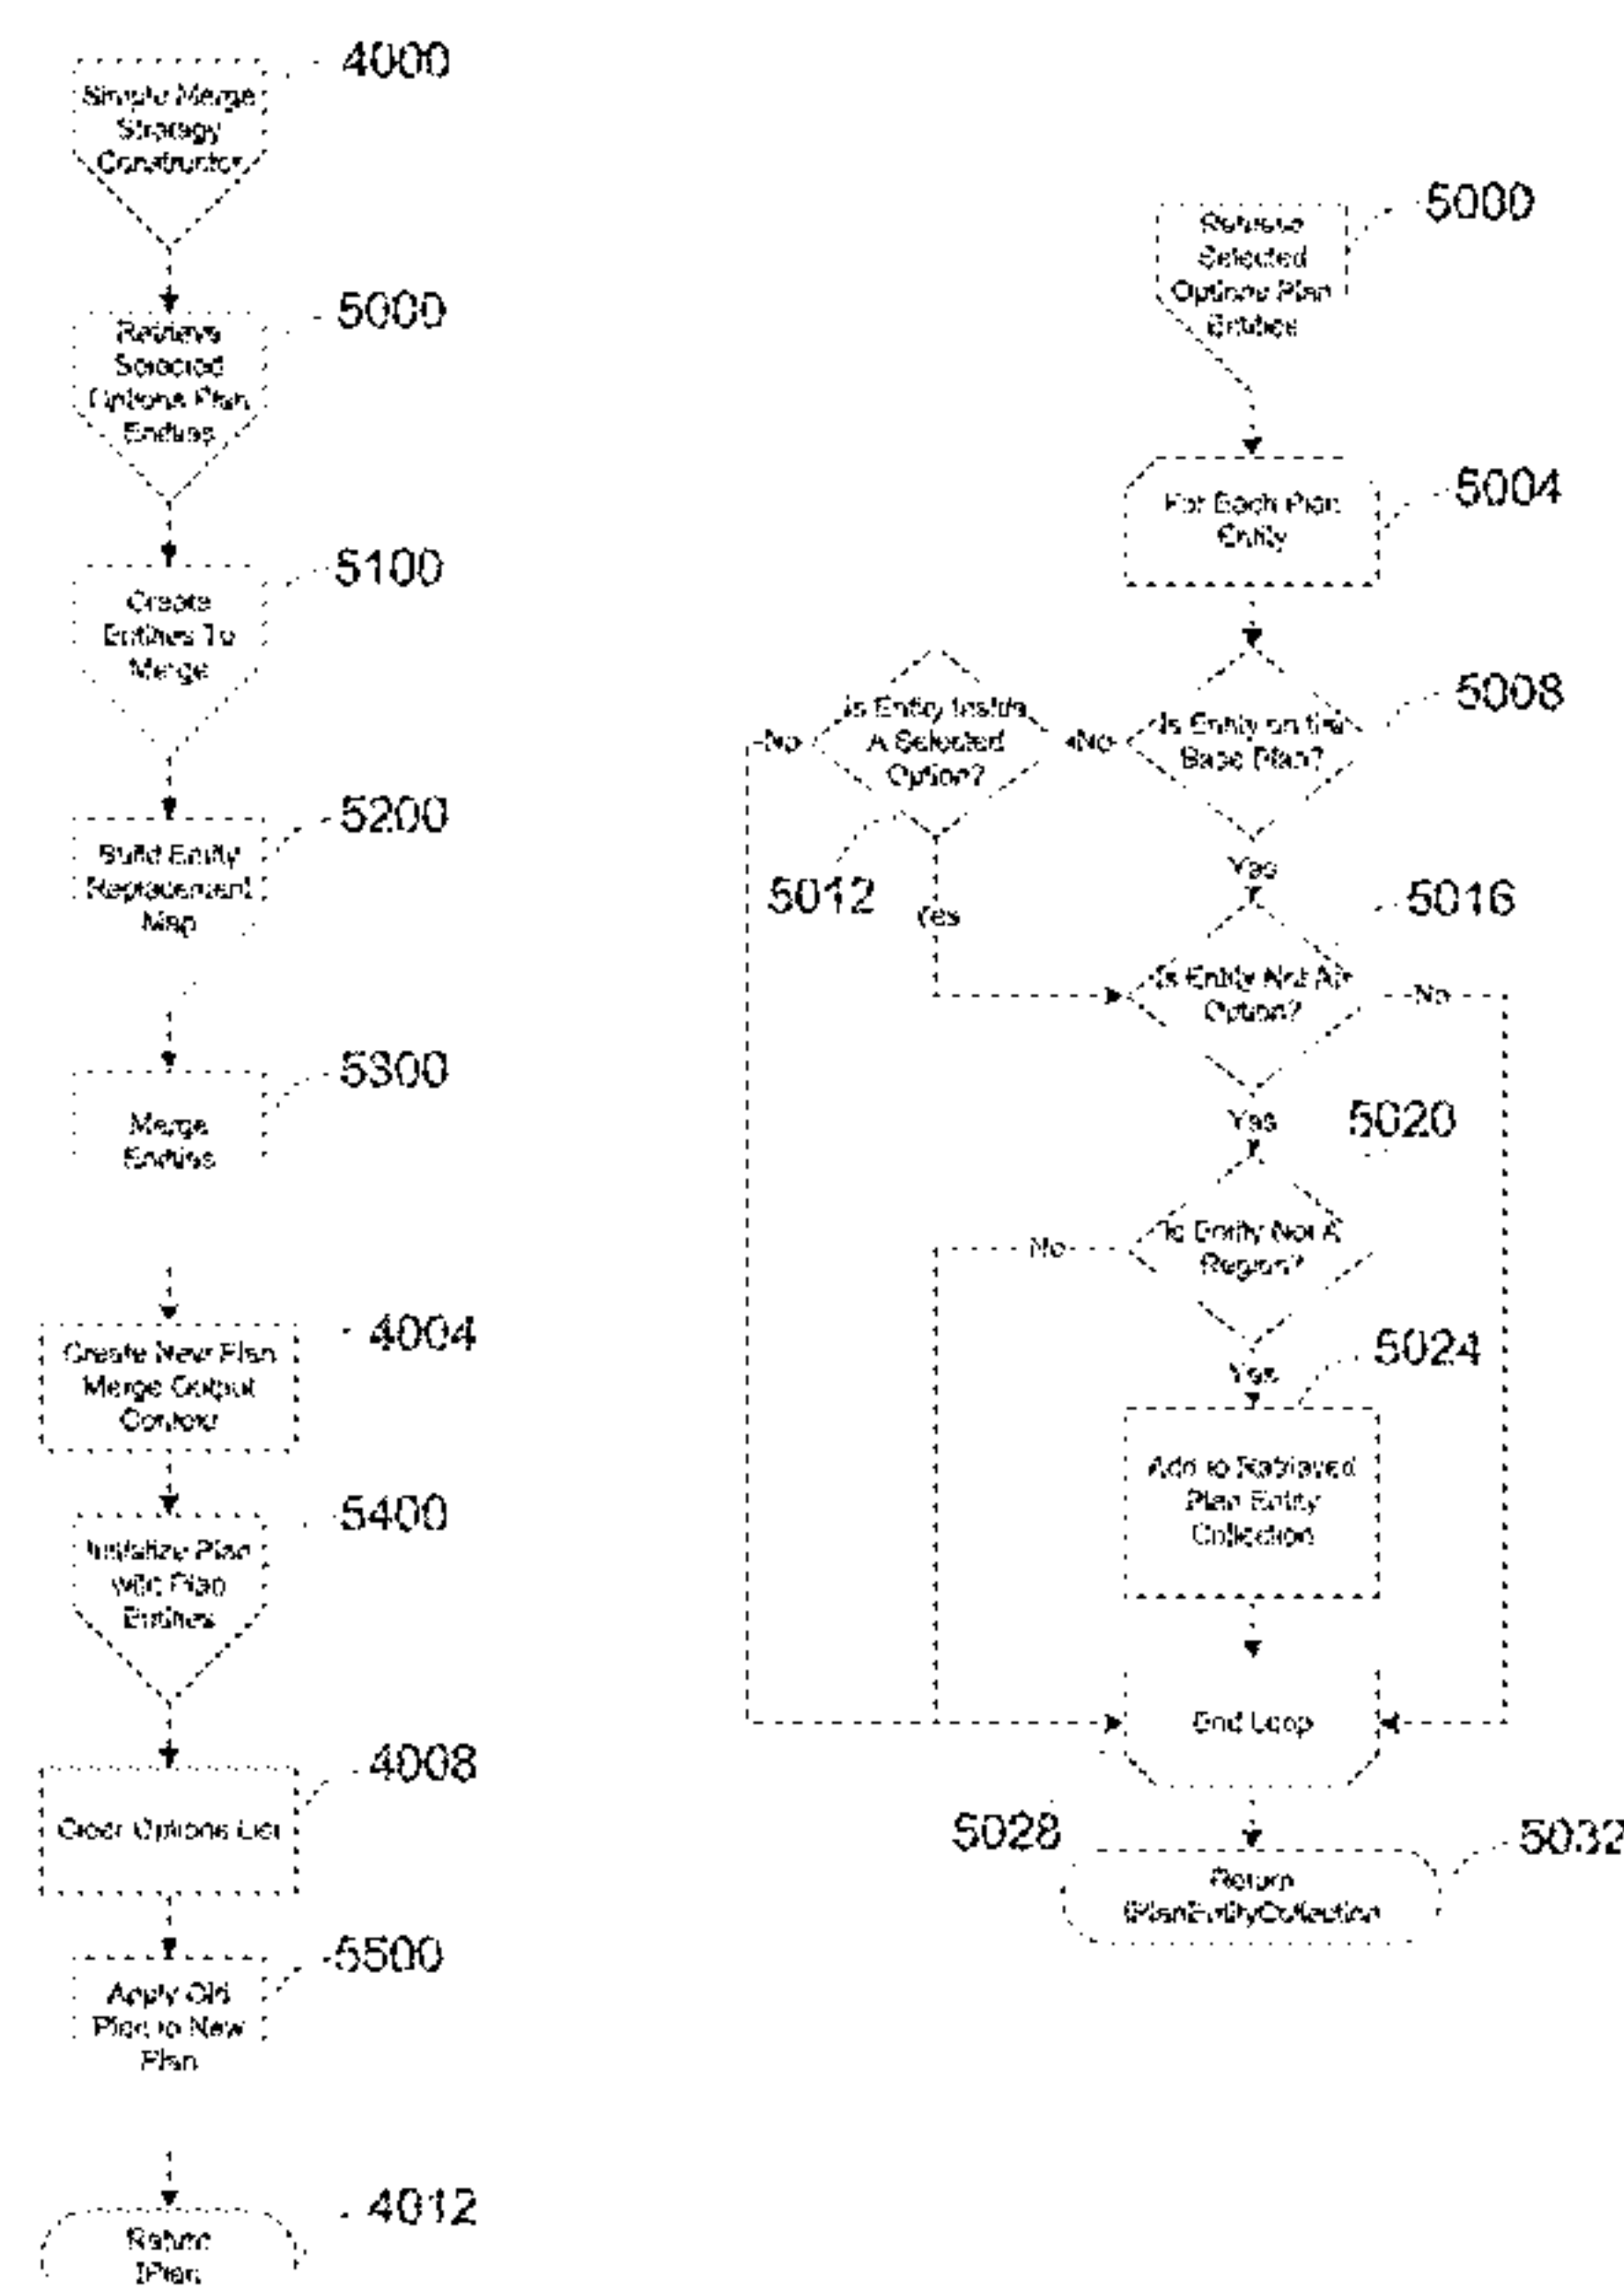 4000
Simple Merge
Strategy
Constructor
5000
Retrieve
Selected
Options Plan
Entities
5100
Create
Entities To
Merge
5200
Build Entity
Replacement
Map
5300
Merge
Entities
4004
Create New Plan
Merge Output
Context
5400
Initialize Plan
with Plan
Entities
4008
Clear Options List
5500
Apply Old
Plan to New
Plan
4012
Return
IPlan
5000
Retrieve
Selected
Options Plan
Entities
5004
For Each Plan
Entity
5008
Is Entity on the
Base Plan?
No
Is Entity Inside
A Selected
Option?
No
5012
Yes
Yes
5016
Is Entity Not An
Option?
No
Yes
5020
Is Entity Not A
Region?
No
Yes
5024
Add to Retrieved
Plan Entity
Collection
End Loop
5028
5032
Return
IPlanEntityCollection